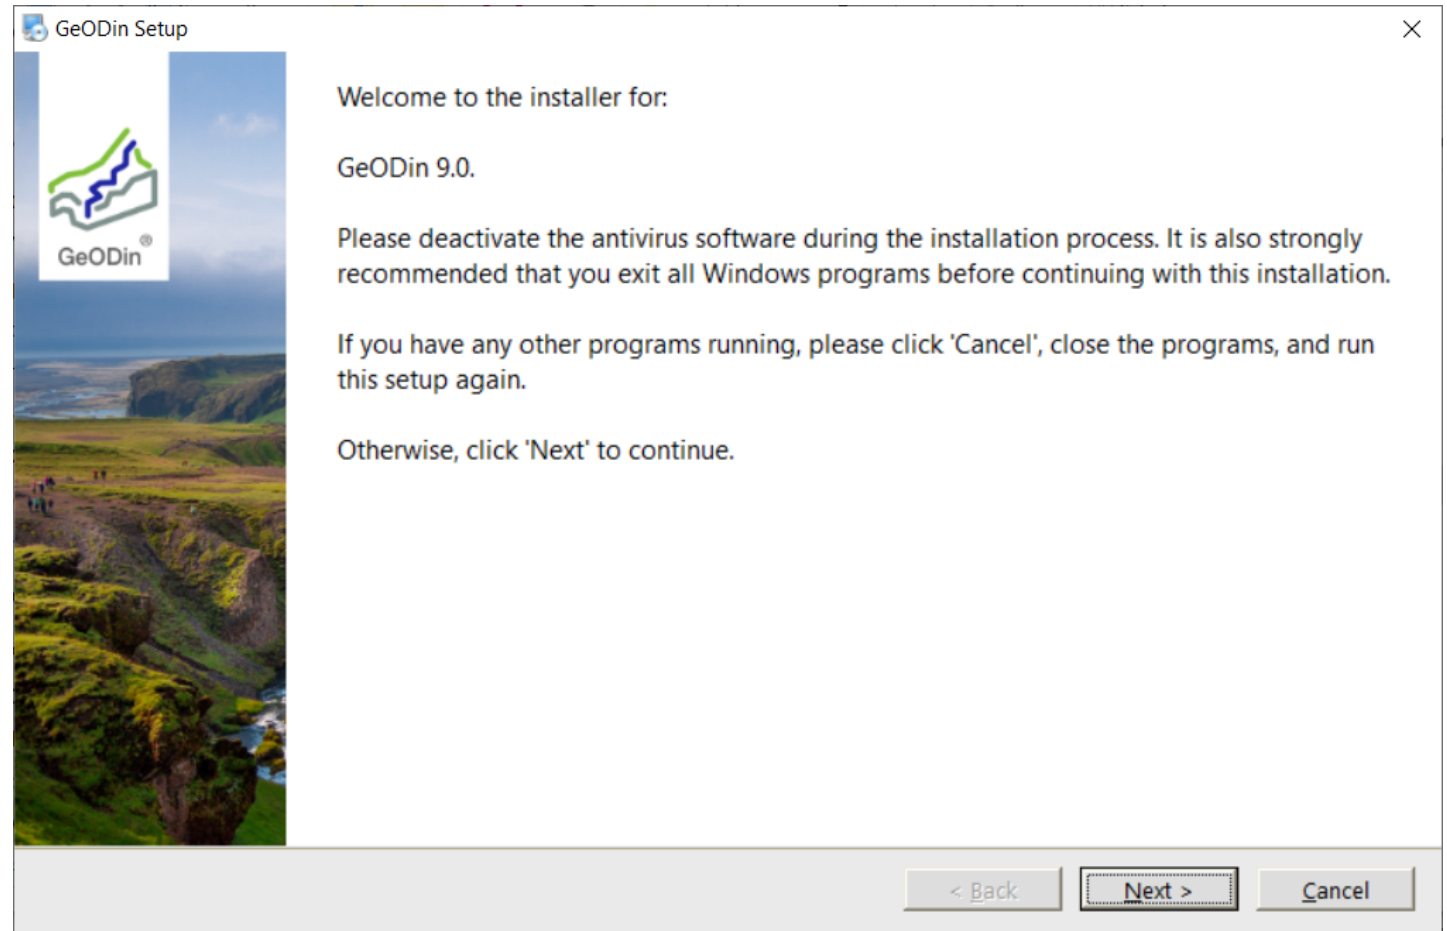 GeODin Setup
GeODin®
Welcome to the installer for:
GeODin 9.0.
Please deactivate the antivirus software during the installation process. It is also strongly
recommended that you exit all Windows programs before continuing with this installation.
If you have any other programs running, please click 'Cancel', close the programs, and run
this setup again.
Otherwise, click 'Next' to continue.
< Back
Next >
Cancel